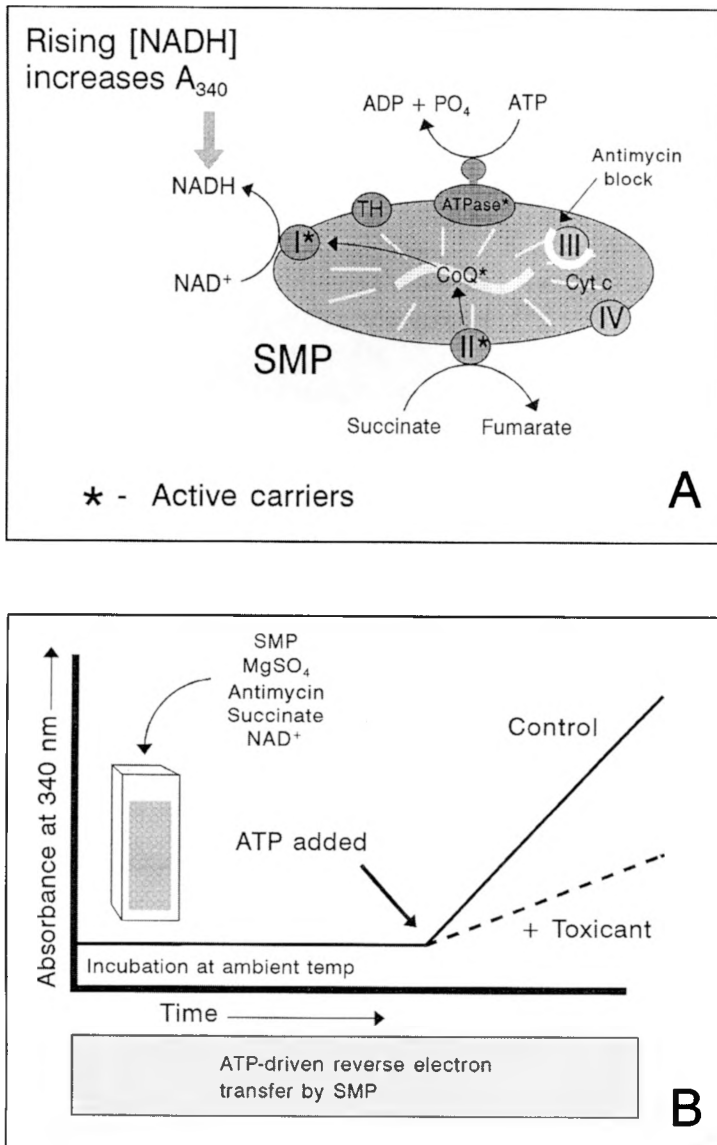 Rising [NADH]
increases A₃₄₀
ADP + PO₄
ATP
Antimycin
block
NADH
TH
ATPase*
III
I*
CoQ*
Cyt c
NAD⁺
IV
SMP
II*
Succinate
Fumarate
* - Active carriers
A
SMP
MgSO₄
Antimycin
Succinate
NAD⁺
Control
ATP added
+ Toxicant
Absorbance at 340 nm
Incubation at ambient temp
Time
ATP-driven reverse electron
transfer by SMP
B